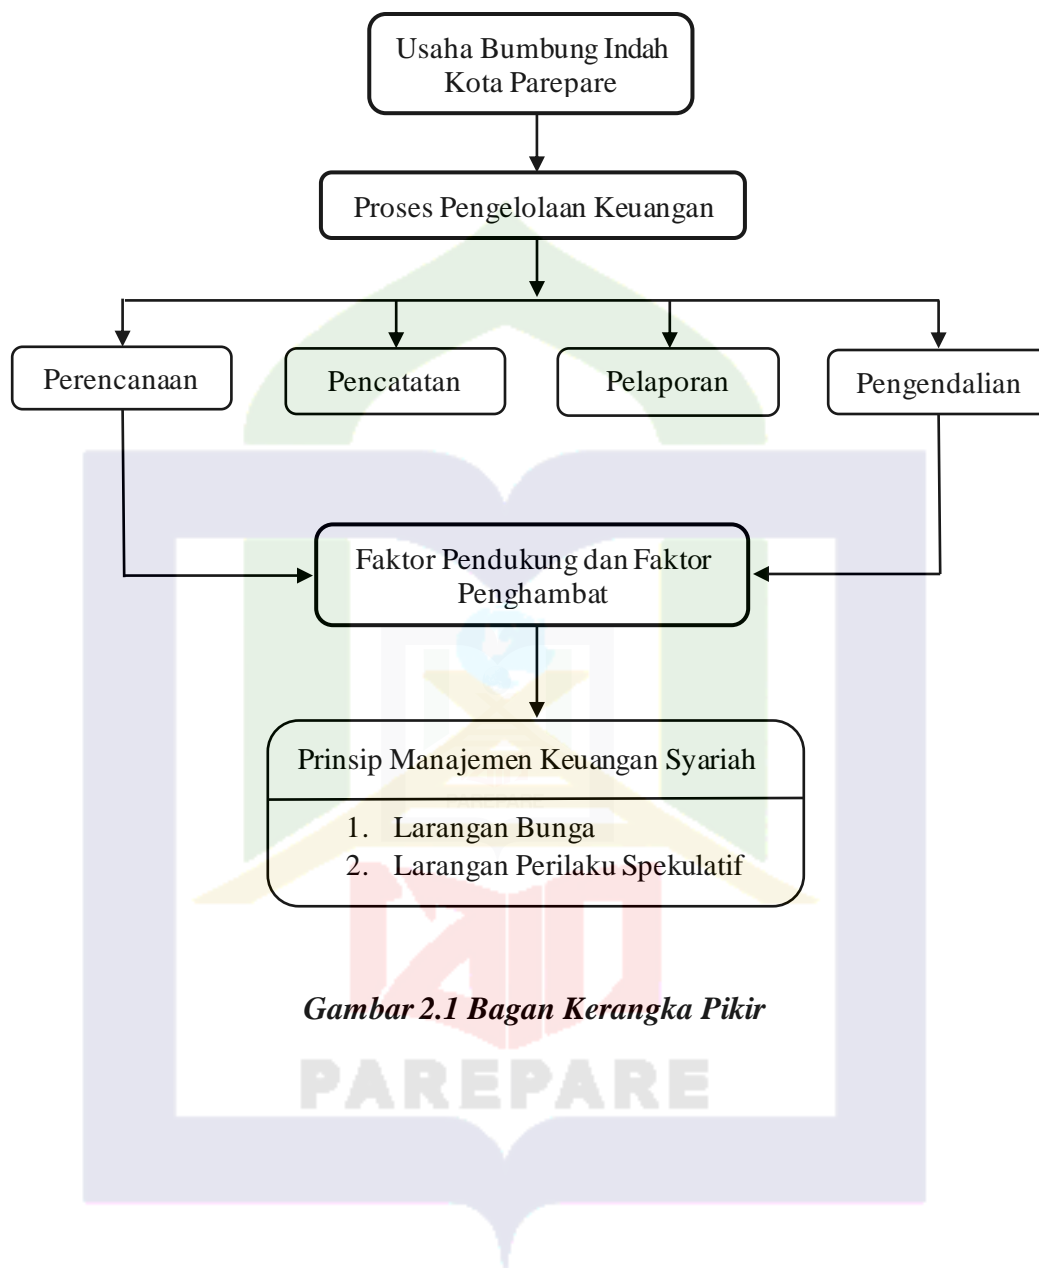 Usaha Bumbung Indah
Kota Parepare
Proses Pengelolaan Keuangan
Perencanaan
Pencatatan
Pelaporan
Pengendalian
Faktor Pendukung dan Faktor
Penghambat
Prinsip Manajemen Keuangan Syariah
PAREPARE
1. Larangan Bunga
2. Larangan Perilaku Spekulatif
Gambar 2.1 Bagan Kerangka Pikir
PAREPARE